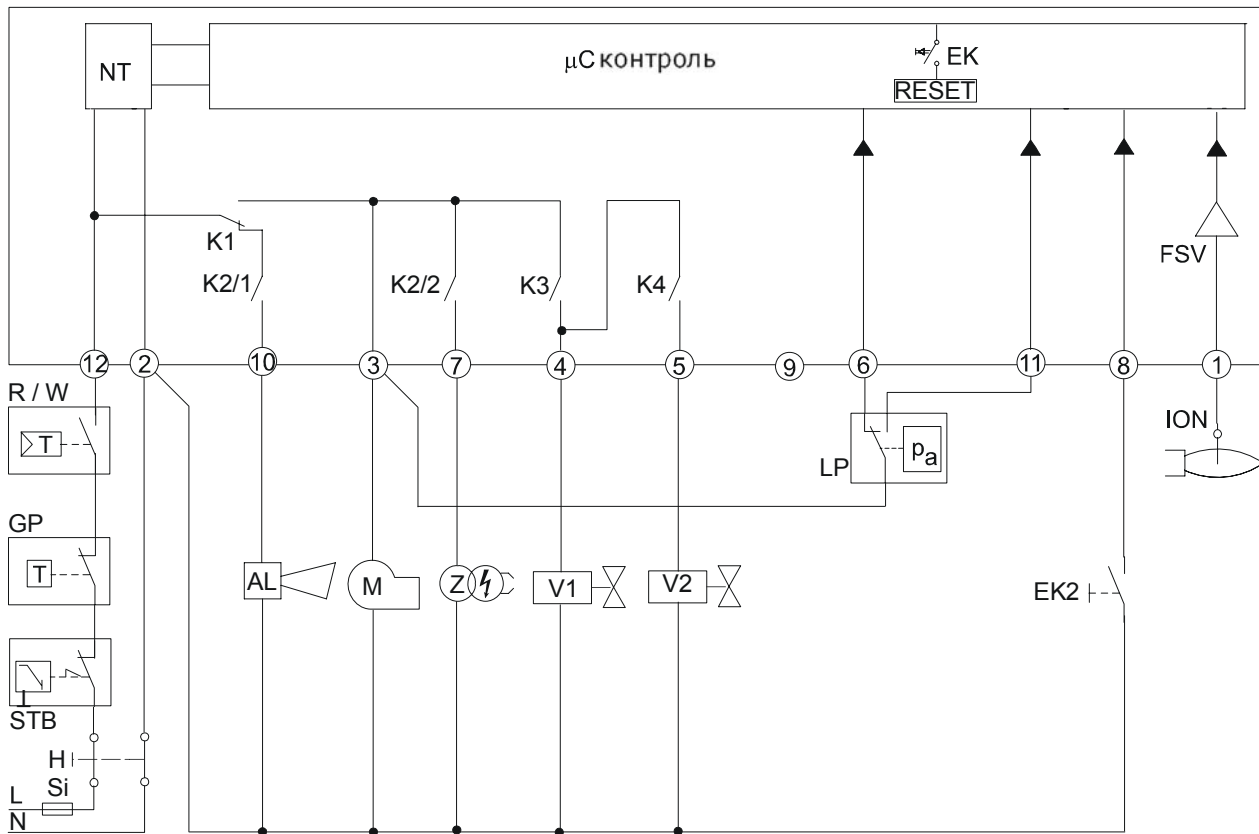 NT
µC контроль
EK
RESET
FSV
K1
K2/1
K2/2
K3
K4
12
2
10
3
7
4
5
9
6
11
8
1
R / W
T
LP
pa
ION
GP
T
AL
M
Z
V1
V2
EK2
STB
H
Si
L
N